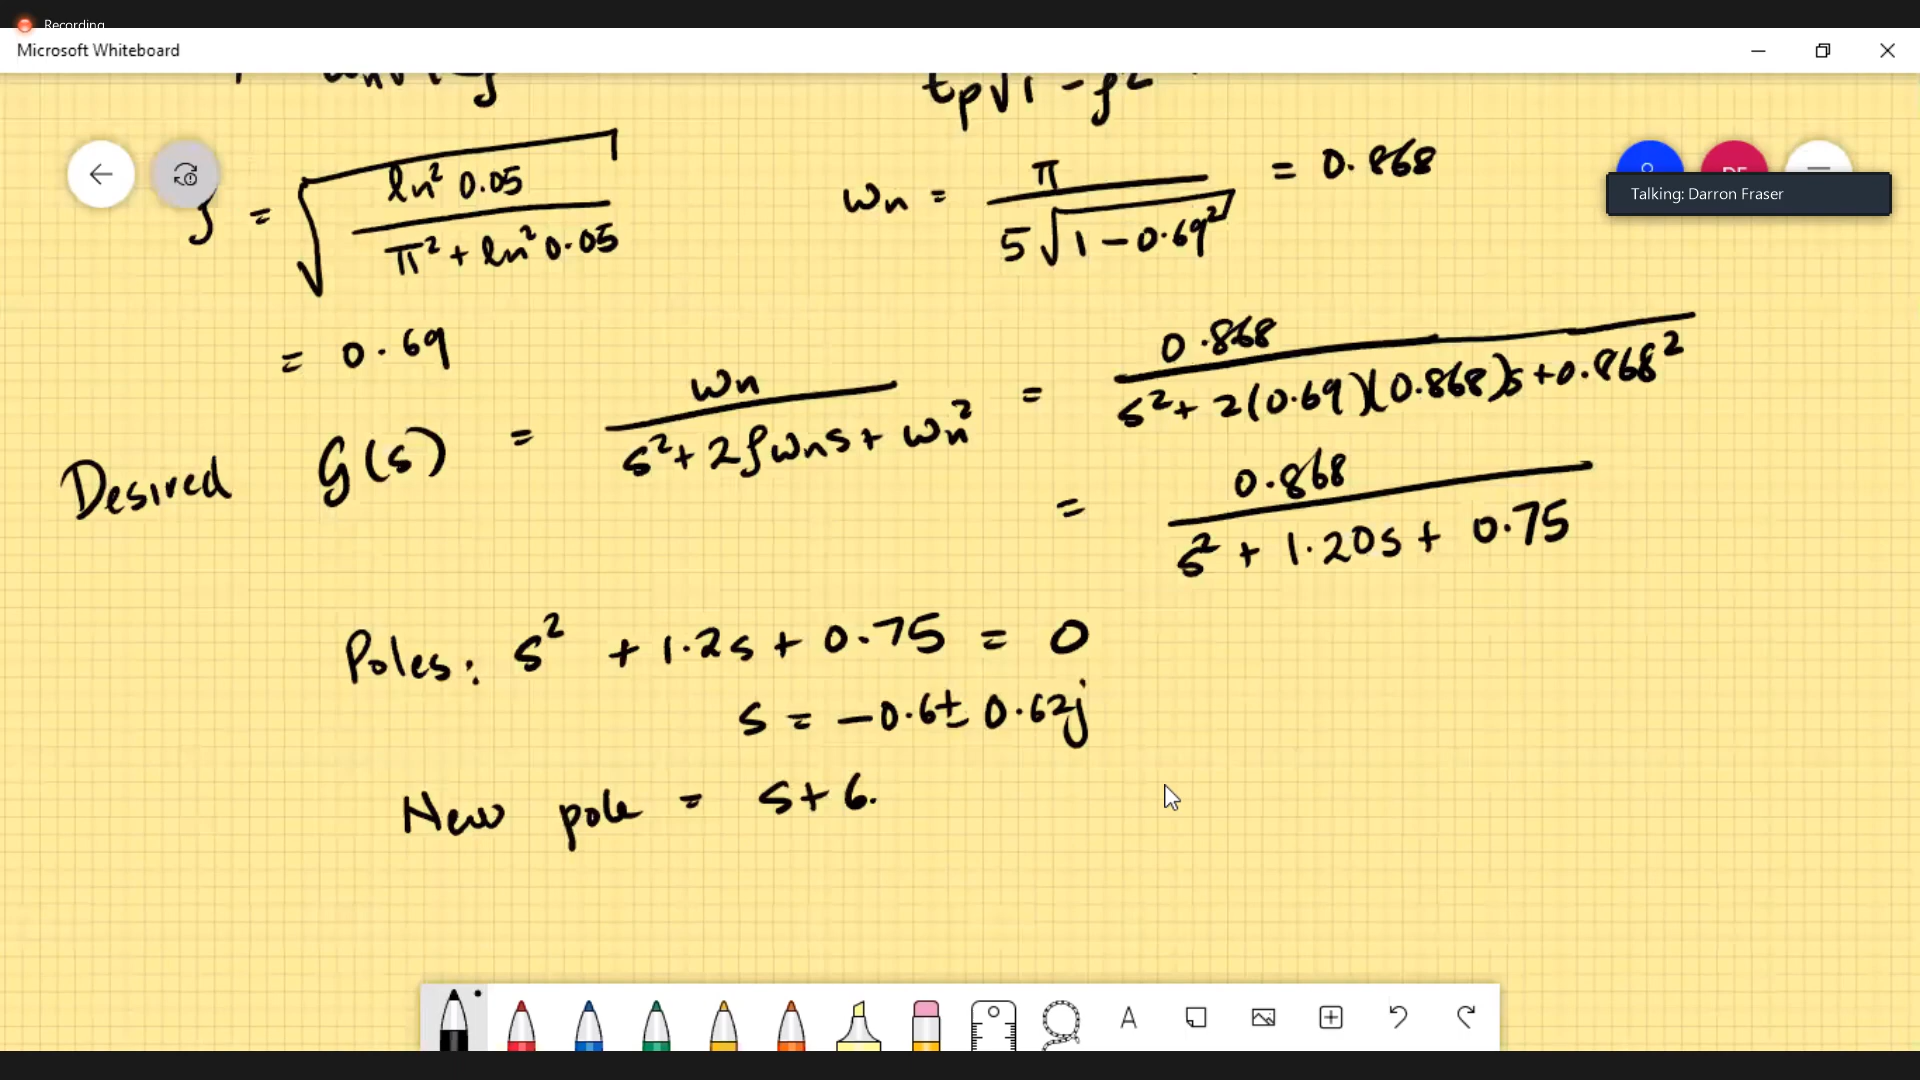 Recording
Microsoft Whiteboard
tp√1 - ζ2
ζ = √ ln² 0.05 / π² + ln² 0.05
ωn = π / 5√1 - 0.69² = 0.868
= 0.69
Desired G(s) = ωn / s² + 2ζωns + ωn² = 0.868 / s² + 2(0.69)(0.868)s + 0.868²
= 0.868 / s² + 1.20s + 0.75
Poles: s² + 1.2s + 0.75 = 0
s = -0.6 ± 0.62j
New pole = s + 6.
Talking: Darron Fraser
A